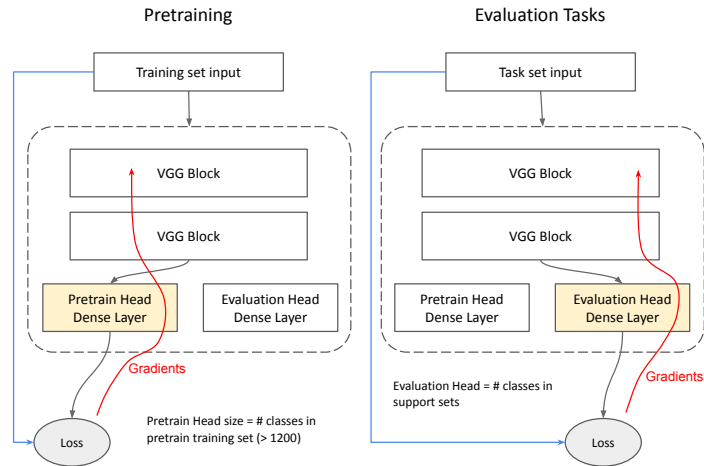 Pretraining
Training set input
VGG Block
VGG Block
Pretrain Head
Dense Layer
Evaluation Head
Dense Layer
Gradients
Pretrain Head size = # classes in
pretrain training set (> 1200)
Loss
Evaluation Tasks
Task set input
VGG Block
VGG Block
Pretrain Head
Dense Layer
Evaluation Head
Dense Layer
Gradients
Evaluation Head = # classes in
support sets
Loss